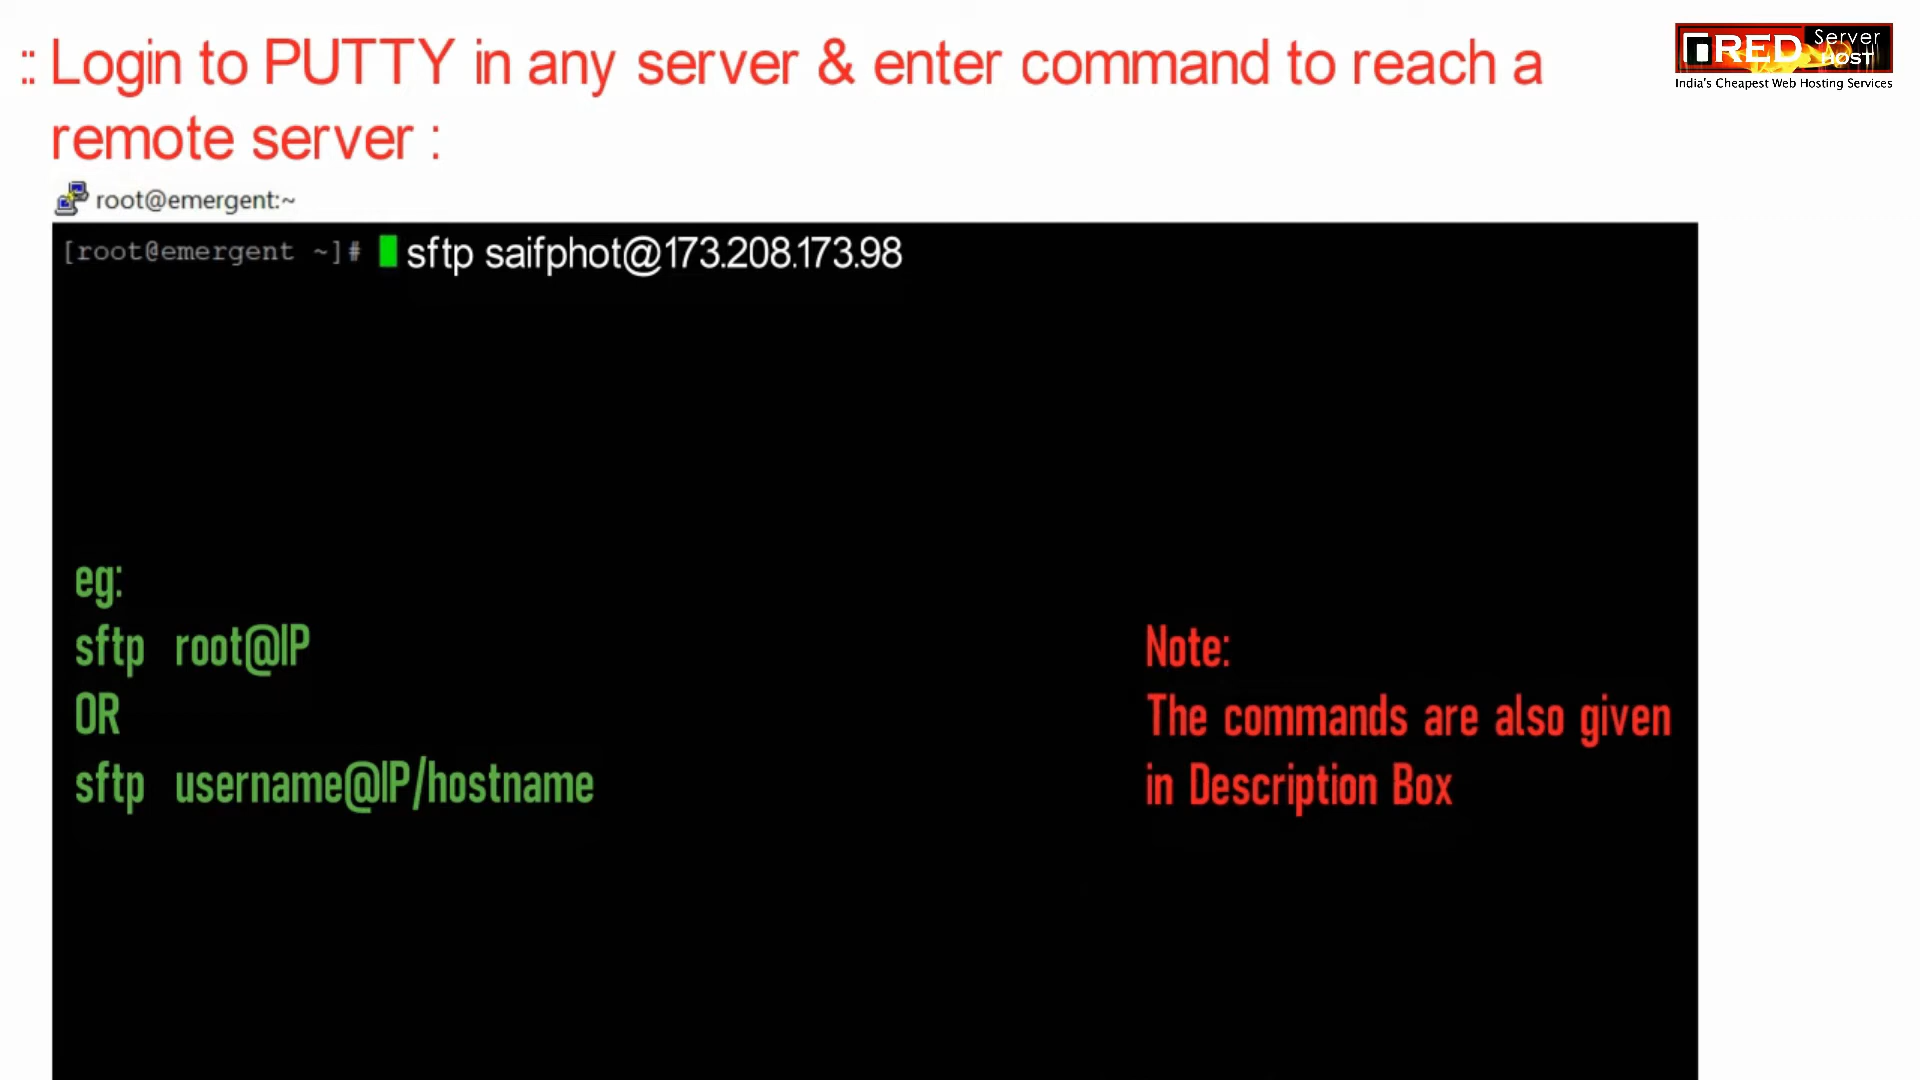 :: Login to PUTTY in any server & enter command to reach a
remote server :
RED Server HOST
India's Cheapest Web Hosting Services
root@emergent:~
[root@emergent ~]# sftp saifphot@173.208.173.98
eg:
sftp root@IP
OR
sftp username@IP/hostname
Note:
The commands are also given
in Description Box